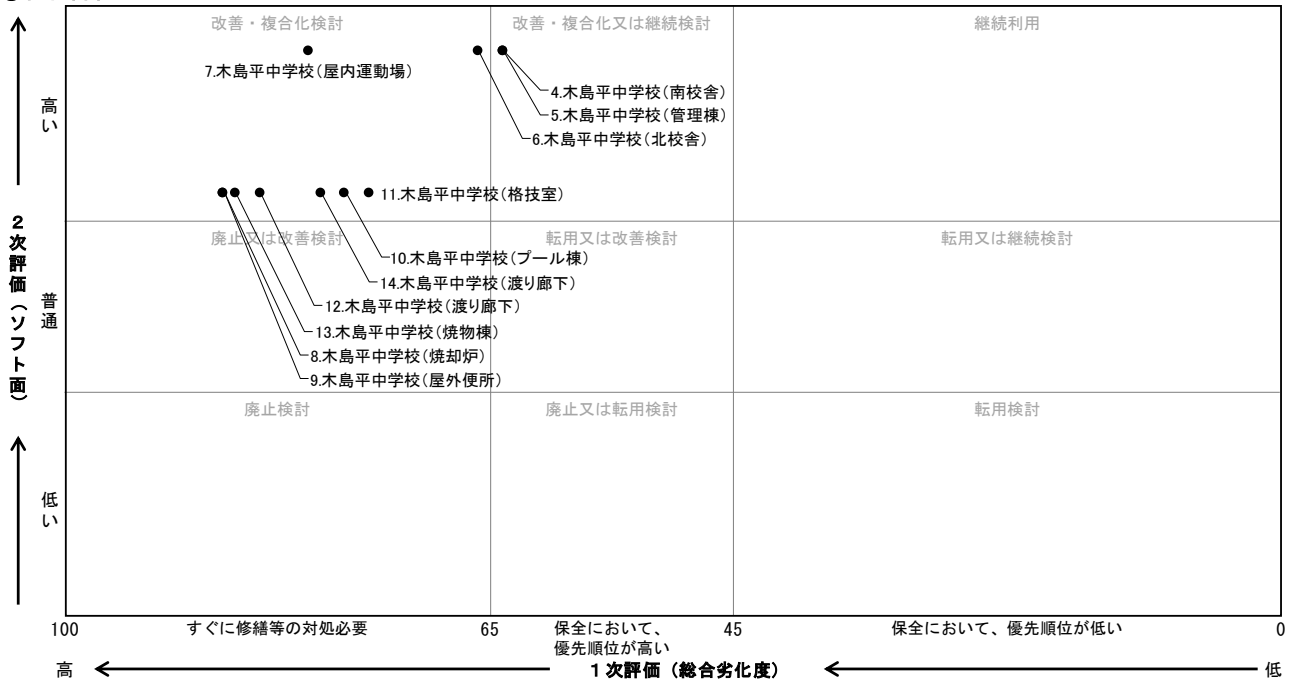 改善・複合化検討
改善・複合化又は継続検討
継続利用
7.木島平中学校(屋内運動場)
4.木島平中学校(南校舎)
5.木島平中学校(管理棟)
6.木島平中学校(北校舎)
高い
11.木島平中学校(格技室)
廃止又は改善検討
転用又は改善検討
転用又は継続検討
10.木島平中学校(プール棟)
14.木島平中学校(渡り廊下)
12.木島平中学校(渡り廊下)
13.木島平中学校(焼物棟)
8.木島平中学校(焼却炉)
9.木島平中学校(屋外便所)
2次評価(ソフト面)
普通
廃止検討
廃止又は転用検討
転用検討
低い
100
すぐに修繕等の対処必要
65
保全において、
優先順位が高い
45
保全において、優先順位が低い
0
高
1次評価(総合劣化度)
低